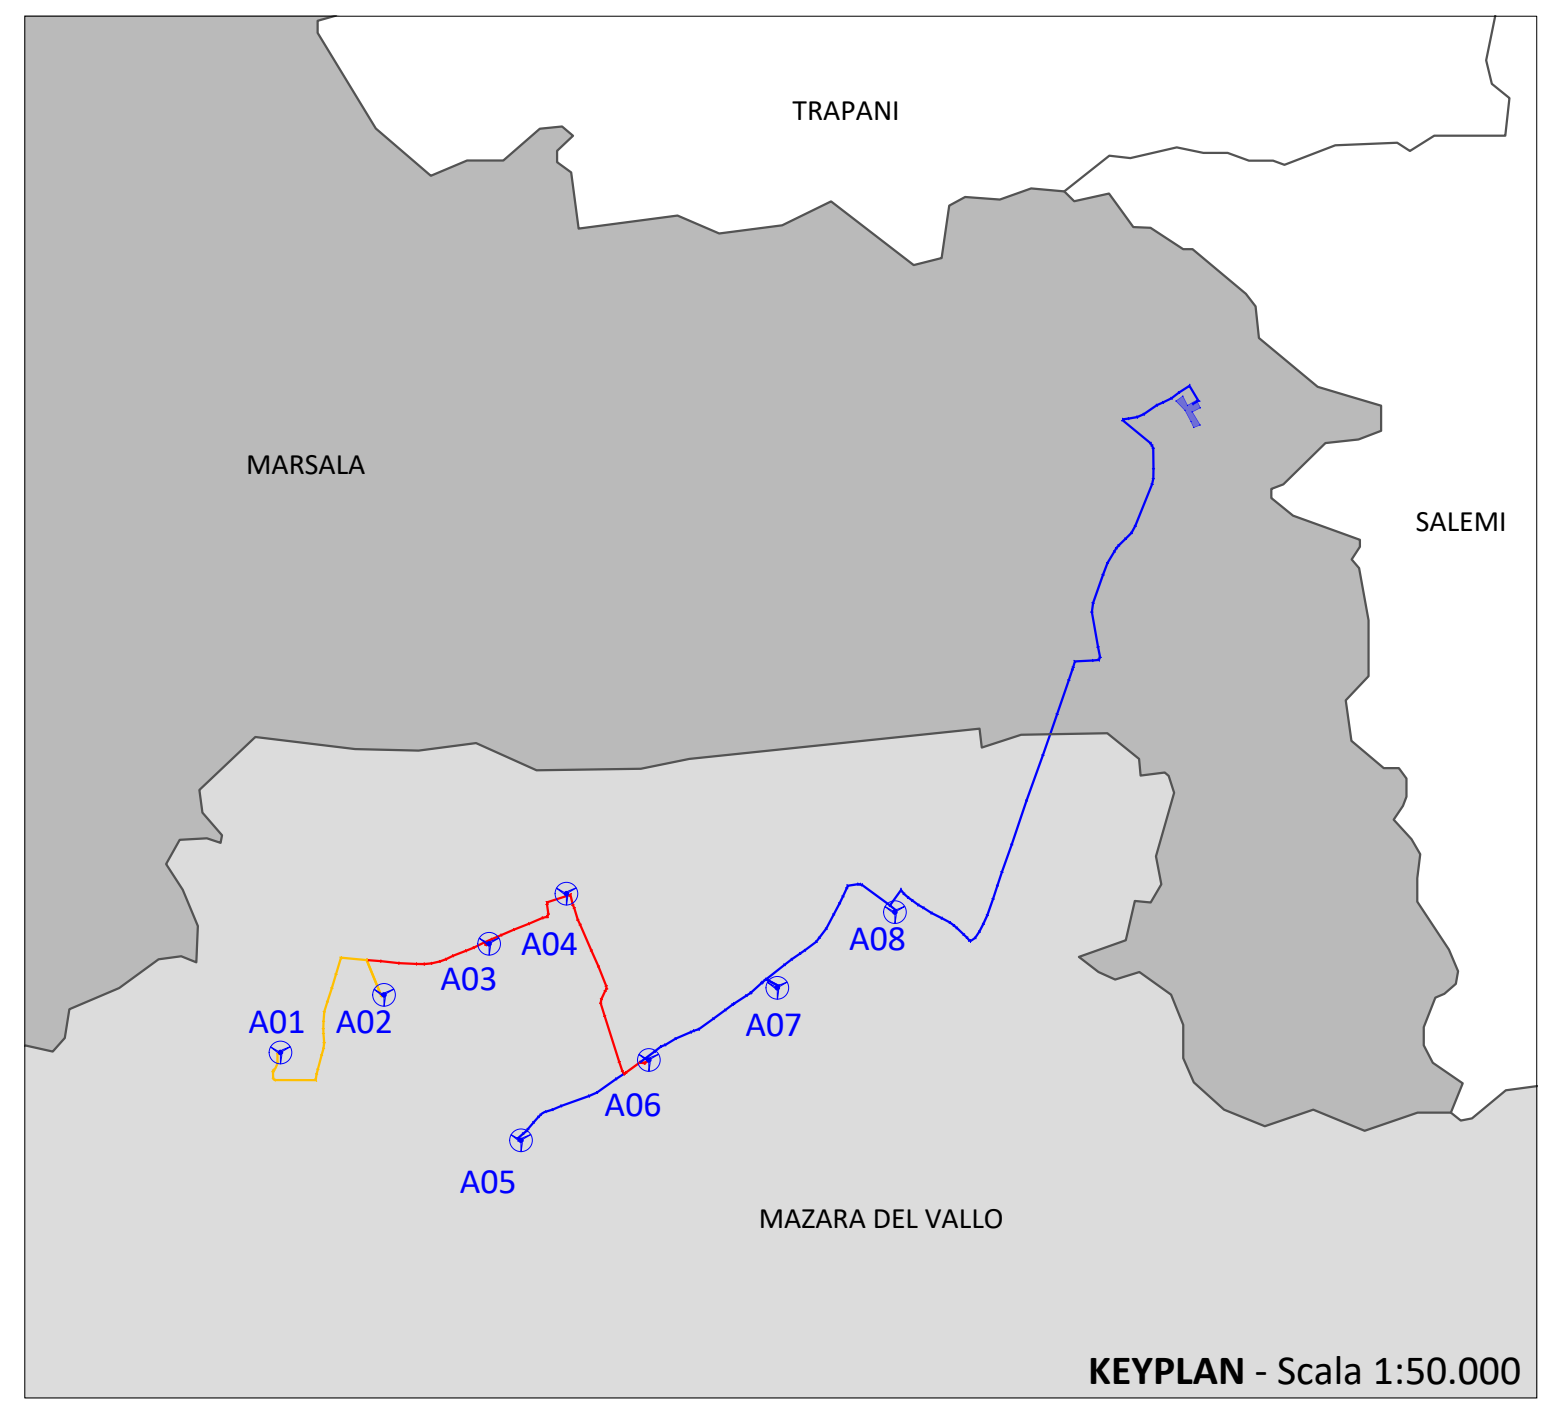 TRAPANI
MARSALA
SALEMI
A04
A08
A03
A01
A02
A07
A06
A05
MAZARA DEL VALLO
KEYPLAN - Scala 1:50.000